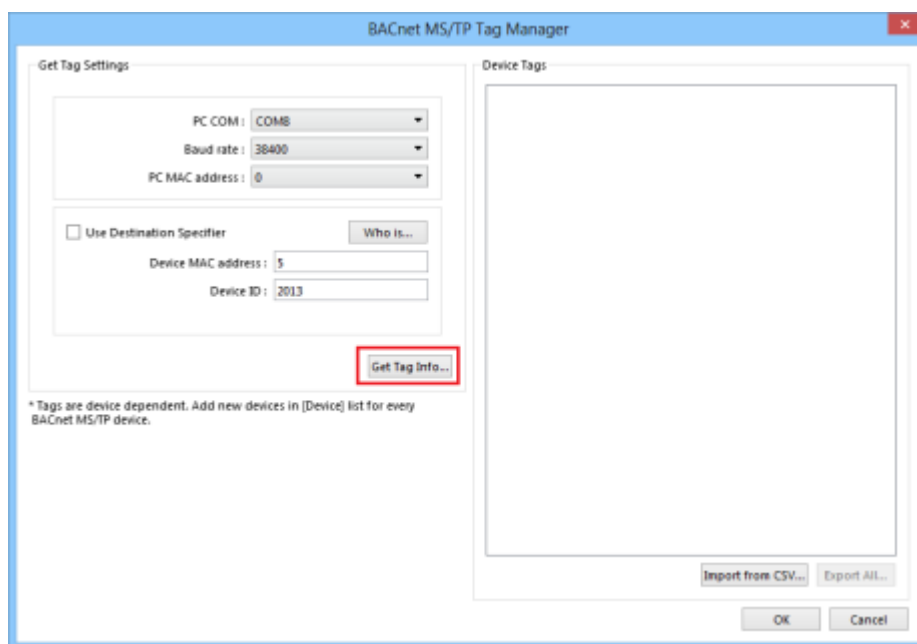 BACnet MS/TP Tag Manager
Get Tag Settings
PC COM : COM8
Baud rate : 38400
PC MAC address : 0
Use Destination Specifier Who is...
Device MAC address : 5
Device ID : 2013
Get Tag Info...
* Tags are device dependent. Add new devices in [Device] list for every
BACnet MS/TP device.
Device Tags
Import from CSV... Export All...
OK Cancel